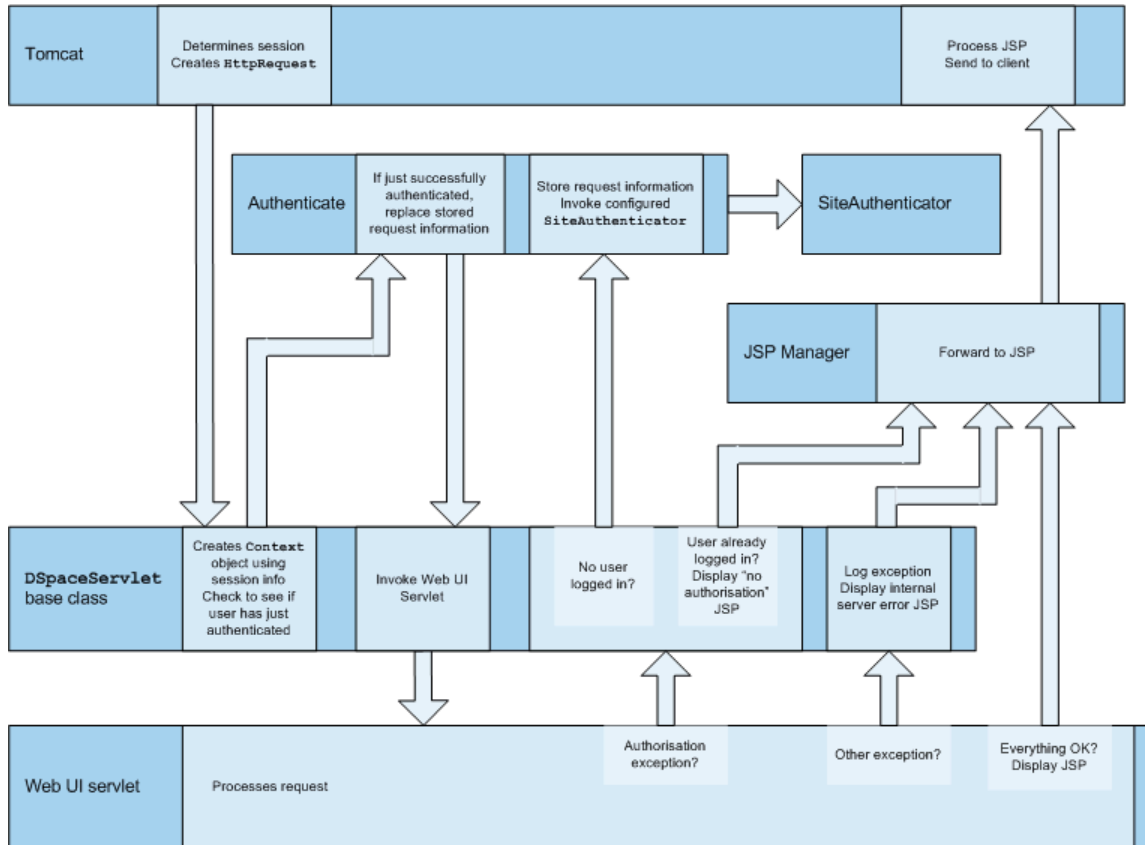 Tomcat
Determines session
Creates HttpRequest
Process JSP
Send to client
Authenticate
If just successfully
authenticated,
replace stored
request information
Store request information
Invoke configured
SiteAuthenticator
SiteAuthenticator
JSP Manager
Forward to JSP
DSpaceServlet
base class
Creates Context
object using
session info
Check to see if
user has just
authenticated
Invoke Web UI
Servlet
No user
logged in?
User already
logged in?
Display "no
authorisation"
JSP
Log exception
Display internal
server error JSP
Web UI servlet
Processes request
Authorisation
exception?
Other exception?
Everything OK?
Display JSP